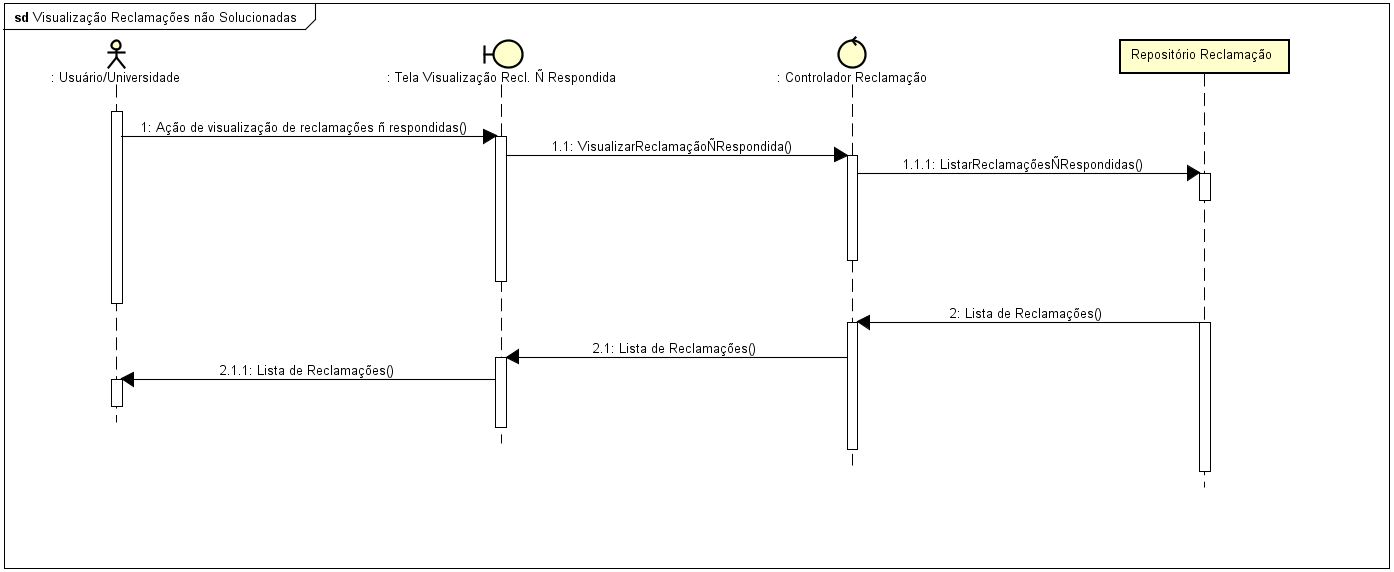 sd Visualização Reclamações não Solucionadas
: Usuário/Universidade
: Tela Visualização Recl. Ñ Respondida
: Controlador Reclamação
Repositório Reclamação
1: Ação de visualização de reclamações ñ respondidas()
1.1: VisualizarReclamaçãoÑRespondida()
1.1.1: ListarReclamaçõesÑRespondidas()
2: Lista de Reclamações()
2.1: Lista de Reclamações()
2.1.1: Lista de Reclamações()